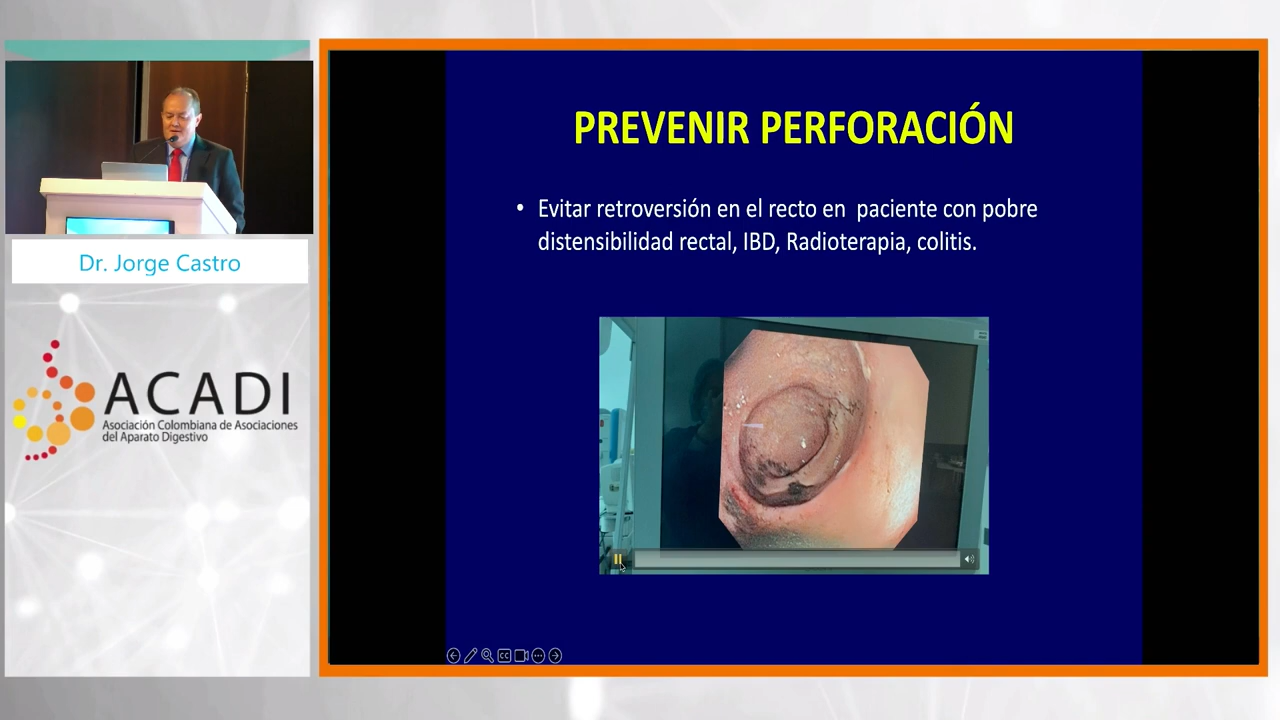 Dr. Jorge Castro
ACADI
Asociación Colombiana de Asociaciones
del Aparato Digestivo
PREVENIR PERFORACIÓN
• Evitar retroversión en el recto en paciente con pobre
distensibilidad rectal, IBD, Radioterapia, colitis.
CC